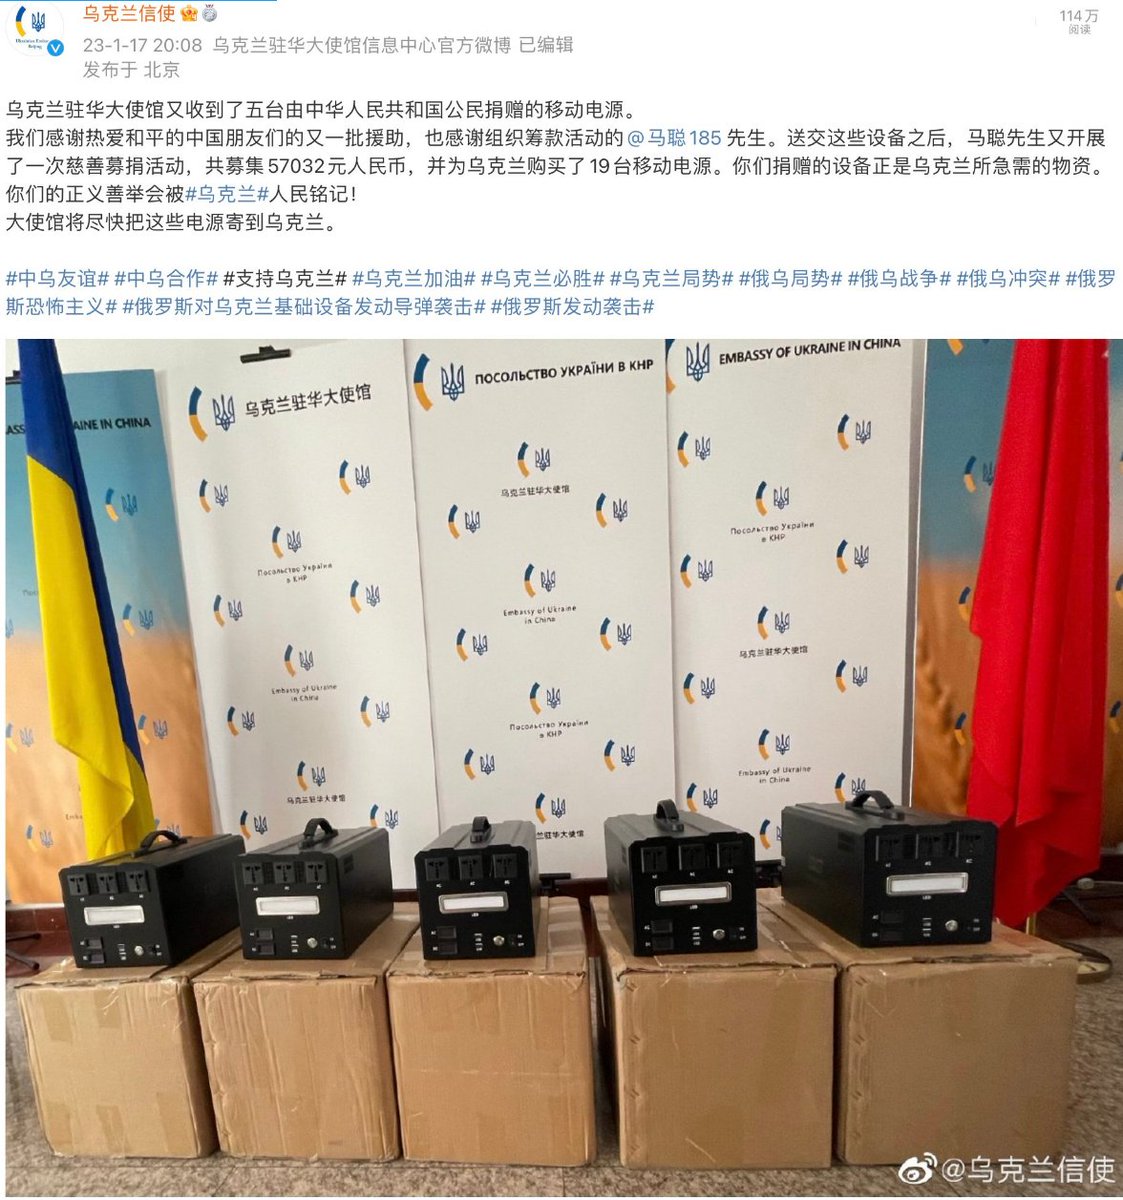 乌克兰信使
23-1-17 20:08 乌克兰驻华大使馆信息中心官方微博 已编辑
发布于 北京
114万
阅读
乌克兰驻华大使馆又收到了五台由中华人民共和国公民捐赠的移动电源。
我们感谢热爱和平的中国朋友们的又一批援助，也感谢组织筹款活动的@马聪185 先生。送交这些设备之后，马聪先生又开展
了一次慈善募捐活动，共募集57032元人民币，并为乌克兰购买了19台移动电源。你们捐赠的设备正是乌克兰所急需的物资。
你们的正义善举会被#乌克兰#人民铭记！
大使馆将尽快把这些电源寄到乌克兰。
#中乌友谊# #中乌合作# #支持乌克兰# #乌克兰加油# #乌克兰必胜# #乌克兰局势# #俄乌局势# #俄乌战争# #俄乌冲突# #俄罗
斯恐怖主义# #俄罗斯对乌克兰基础设备发动导弹袭击# #俄罗斯发动袭击#
AINE IN CHINA
乌克兰驻华大使馆
ПОСОЛЬСТВО УКРАЇНИ В КНР
EMBASSY OF UKRAINE IN CHINA
乌克兰驻华大使馆
Посольство України
в КНР
Посольство України
в КНР
Embassy of Ukraine
in China
乌克兰驻华大使馆
Embassy of Ukraine
in China
Посольство України
в КНР
乌克兰驻华大使馆
Embassy of Ukraine
in China
兰驻华大使馆
LED
LED
LED
LED
LED
@乌克兰信使